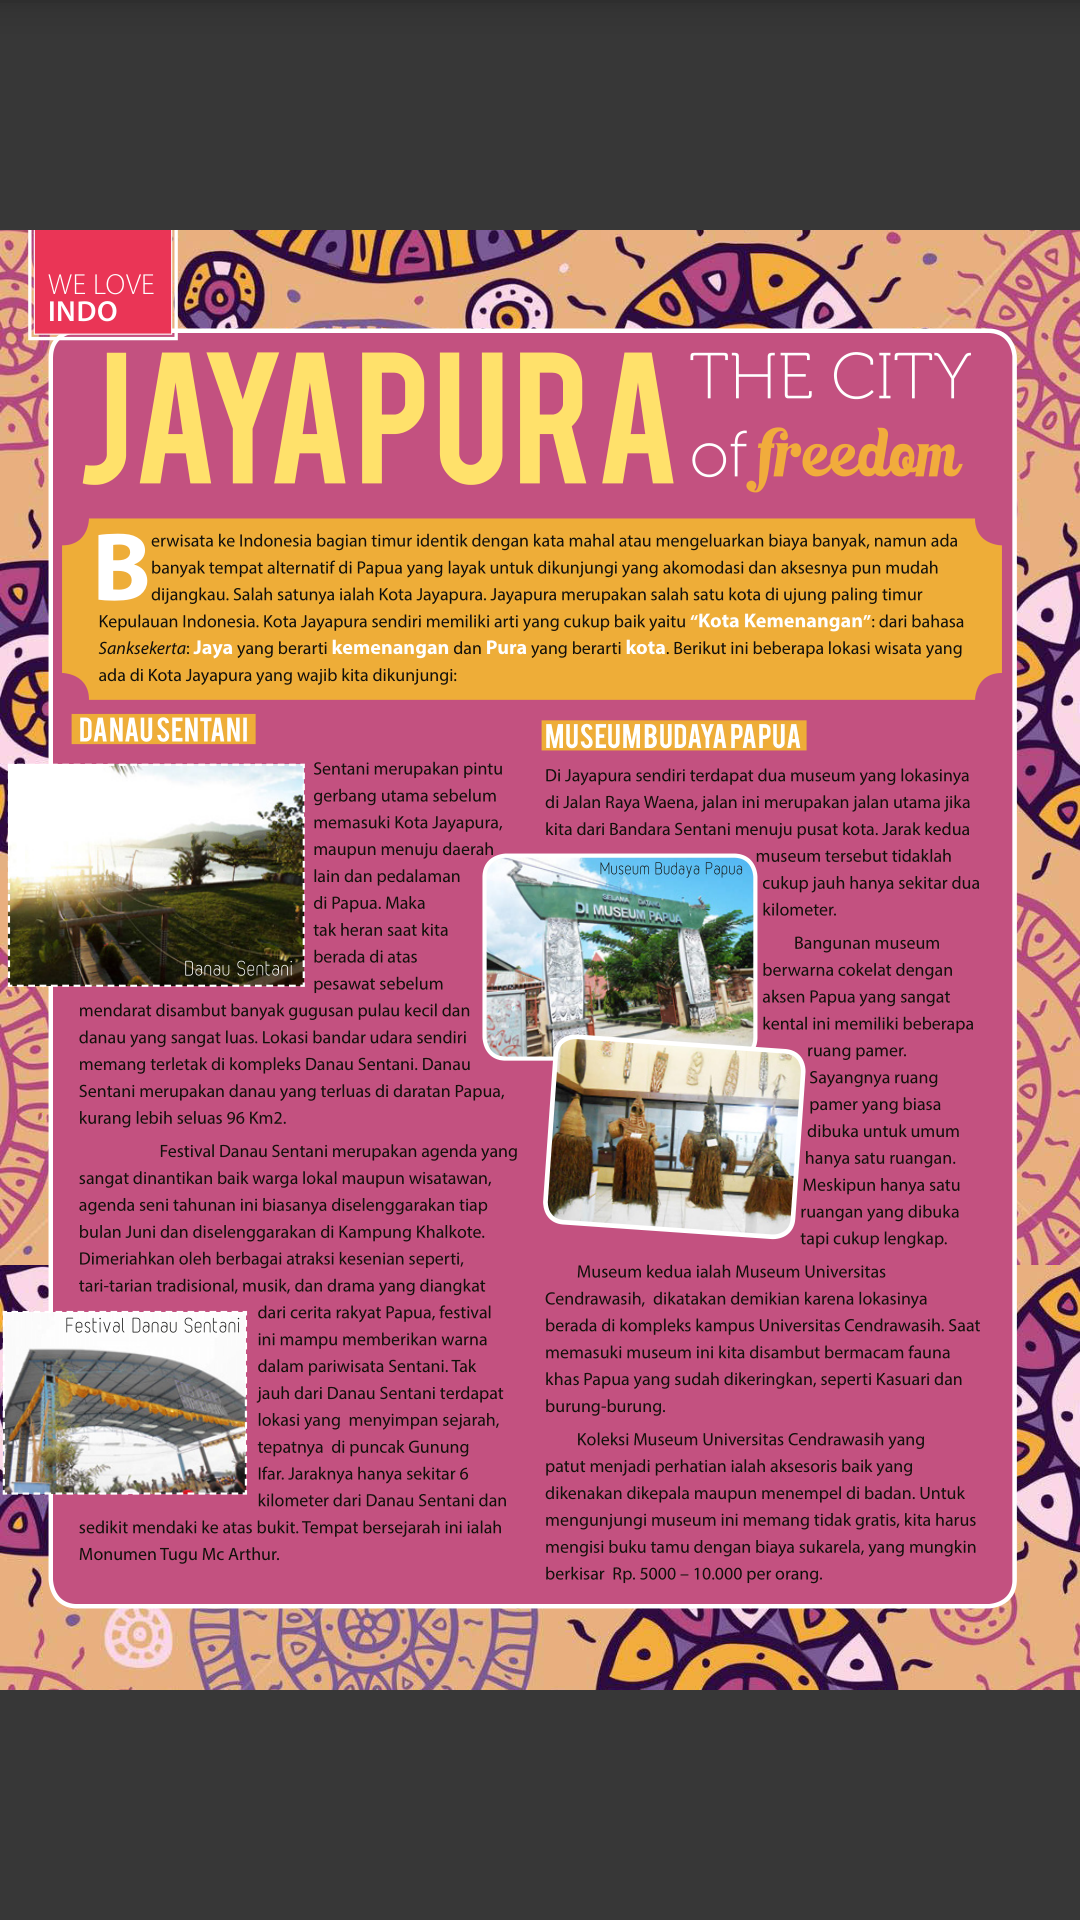 WE LOVE
INDO
JAYAPURA
THE CITY
of freedom
Berwisata ke Indonesia bagian timur identik dengan kata mahal atau mengeluarkan biaya banyak, namun ada
banyak tempat alternatif di Papua yang layak untuk dikunjungi yang akomodasi dan aksesnya pun mudah
dijangkau. Salah satunya ialah Kota Jayapura. Jayapura merupakan salah satu kota di ujung paling timur
Kepulauan Indonesia. Kota Jayapura sendiri memiliki arti yang cukup baik yaitu “Kota Kemenangan”: dari bahasa
Sanksekerta: Jaya yang berarti kemenangan dan Pura yang berarti kota. Berikut ini beberapa lokasi wisata yang
ada di Kota Jayapura yang wajib kita dikunjungi:
DANAU SENTANI
Sentani merupakan pintu
gerbang utama sebelum
memasuki Kota Jayapura,
maupun menuju daerah
lain dan pedalaman
di Papua. Maka
tak heran saat kita
berada di atas
pesawat sebelum
Danau Sentani
mendarat disambut banyak gugusan pulau kecil dan
danau yang sangat luas. Lokasi bandar udara sendiri
memang terletak di kompleks Danau Sentani. Danau
Sentani merupakan danau yang terluas di daratan Papua,
kurang lebih seluas 96 Km2.
Festival Danau Sentani merupakan agenda yang
sangat dinantikan baik warga lokal maupun wisatawan,
agenda seni tahunan ini biasanya diselenggarakan tiap
bulan Juni dan diselenggarakan di Kampung Khalkote.
Dimeriahkan oleh berbagai atraksi kesenian seperti,
tari-tarian tradisional, musik, dan drama yang diangkat
dari cerita rakyat Papua, festival
ini mampu memberikan warna
dalam pariwisata Sentani. Tak
jauh dari Danau Sentani terdapat
lokasi yang menyimpan sejarah,
tepatnya di puncak Gunung
Ifar. Jaraknya hanya sekitar 6
kilometer dari Danau Sentani dan
Festival Danau Sentani
sedikit mendaki ke atas bukit. Tempat bersejarah ini ialah
Monumen Tugu Mc Arthur.
MUSEUM BUDAYA PAPUA
Di Jayapura sendiri terdapat dua museum yang lokasinya
di Jalan Raya Waena, jalan ini merupakan jalan utama jika
kita dari Bandara Sentani menuju pusat kota. Jarak kedua
museum tersebut tidaklah
cukup jauh hanya sekitar dua
kilometer.
Museum Budaya Papua
SELAMAT DATANG
DI MUSEUM PAPUA
Bangunan museum
berwarna cokelat dengan
aksen Papua yang sangat
kental ini memiliki beberapa
ruang pamer.
Sayangnya ruang
pamer yang biasa
dibuka untuk umum
hanya satu ruangan.
Meskipun hanya satu
ruangan yang dibuka
tapi cukup lengkap.
Museum kedua ialah Museum Universitas
Cendrawasih, dikatakan demikian karena lokasinya
berada di kompleks kampus Universitas Cendrawasih. Saat
memasuki museum ini kita disambut bermacam fauna
khas Papua yang sudah dikeringkan, seperti Kasuari dan
burung-burung.
Koleksi Museum Universitas Cendrawasih yang
patut menjadi perhatian ialah aksesoris baik yang
dikenakan dikepala maupun menempel di badan. Untuk
mengunjungi museum ini memang tidak gratis, kita harus
mengisi buku tamu dengan biaya sukarela, yang mungkin
berkisar Rp. 5000 – 10.000 per orang.